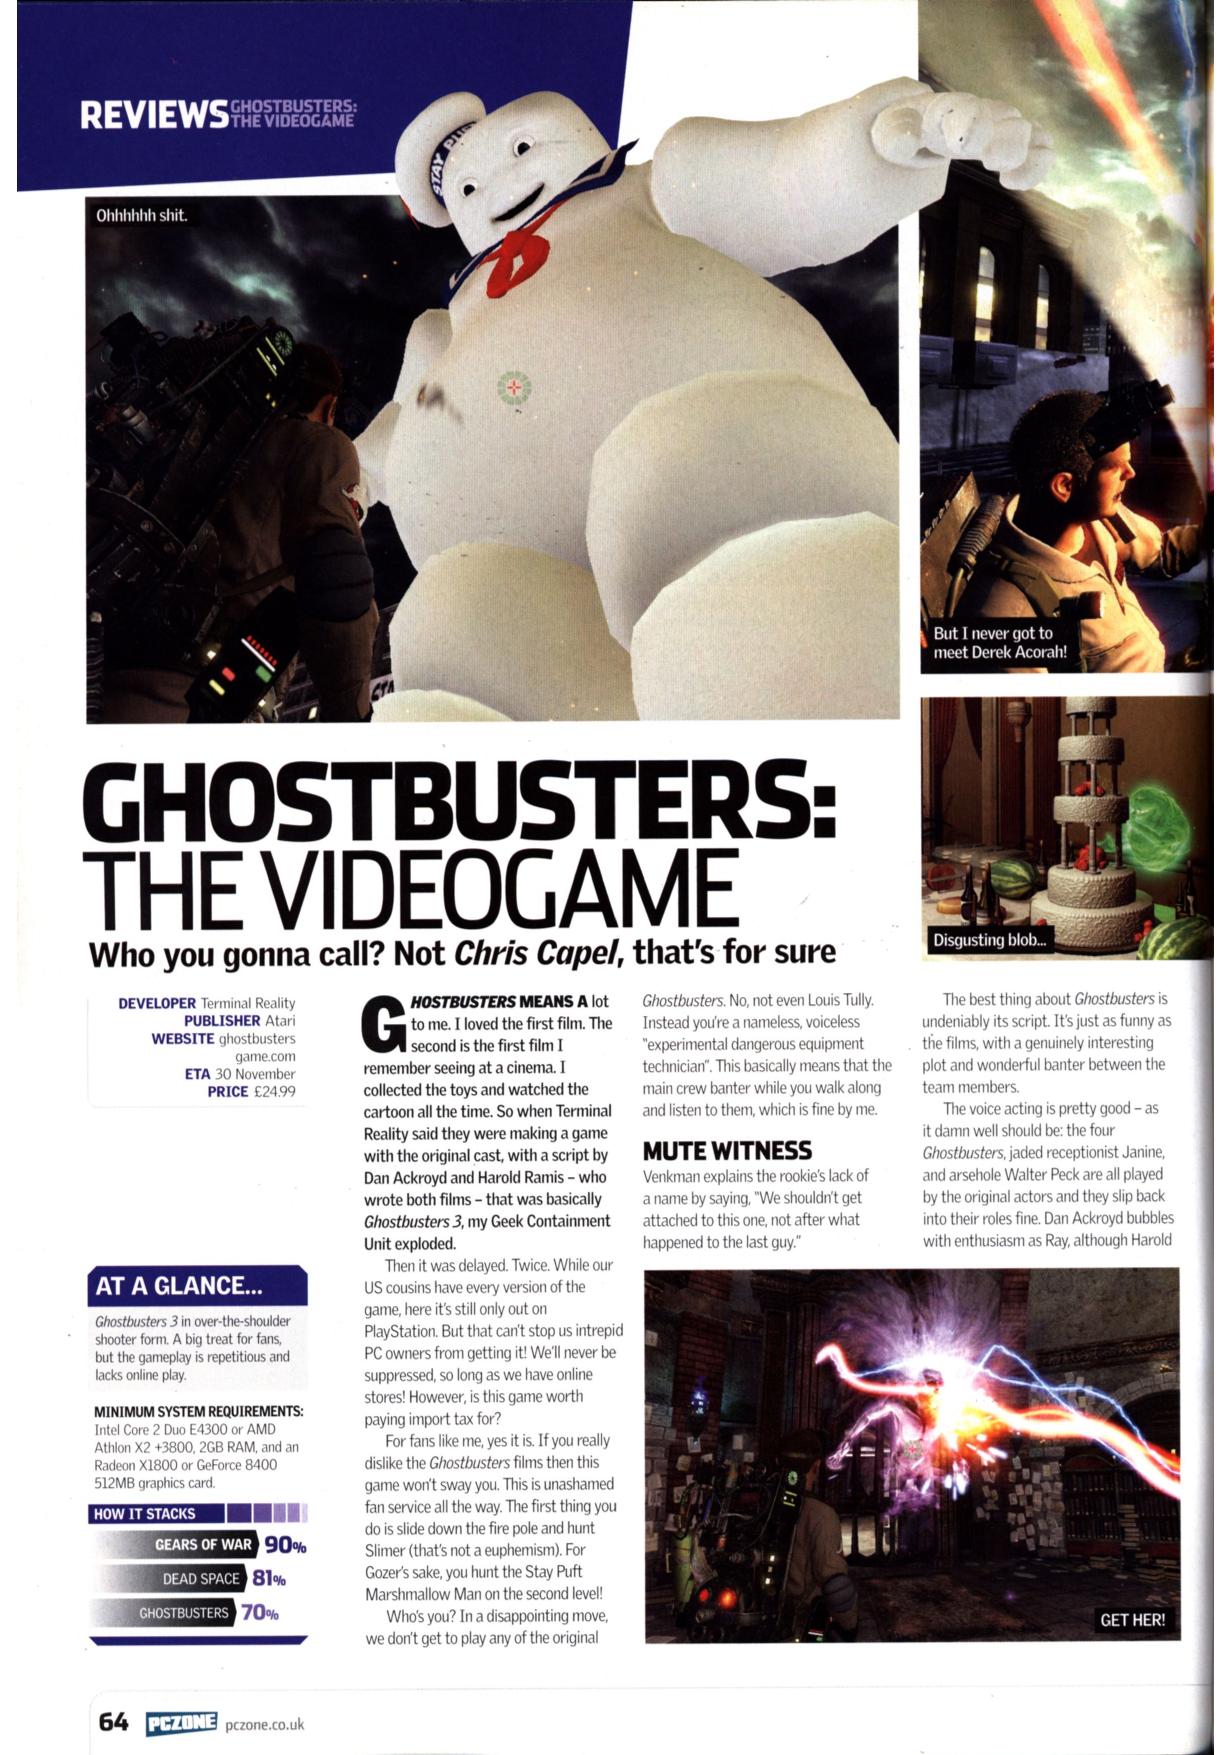 REVIEWS GHOSTBUSTERS:
THE VIDEOGAME
STAY PUF
Ohhhhhh shit.
But I never got to
meet Derek Acorah!
Disgusting blob...
GHOSTBUSTERS:
THE VIDEOGAME
Who you gonna call? Not Chris Capel, that's for sure
DEVELOPER Terminal Reality
PUBLISHER Atari
WEBSITE ghostbusters
game.com
ETA 30 November
PRICE £24.99
AT A GLANCE...
Ghostbusters 3 in over-the-shoulder
shooter form. A big treat for fans,
but the gameplay is repetitious and
lacks online play.
MINIMUM SYSTEM REQUIREMENTS:
Intel Core 2 Duo E4300 or AMD
Athlon X2 +3800, 2GB RAM, and an
Radeon X1800 or GeForce 8400
512MB graphics card.
HOW IT STACKS
GEARS OF WAR 90%
DEAD SPACE 81%
GHOSTBUSTERS 70%
GHOSTBUSTERS MEANS A lot
to me. I loved the first film. The
second is the first film I
remember seeing at a cinema. I
collected the toys and watched the
cartoon all the time. So when Terminal
Reality said they were making a game
with the original cast, with a script by
Dan Ackroyd and Harold Ramis – who
wrote both films – that was basically
Ghostbusters 3, my Geek Containment
Unit exploded.
Then it was delayed. Twice. While our
US cousins have every version of the
game, here it's still only out on
PlayStation. But that can't stop us intrepid
PC owners from getting it! We'll never be
suppressed, so long as we have online
stores! However, is this game worth
paying import tax for?
For fans like me, yes it is. If you really
dislike the Ghostbusters films then this
game won't sway you. This is unashamed
fan service all the way. The first thing you
do is slide down the fire pole and hunt
Slimer (that's not a euphemism). For
Gozer's sake, you hunt the Stay Puft
Marshmallow Man on the second level!
Who's you? In a disappointing move,
we don't get to play any of the original
Ghostbusters. No, not even Louis Tully.
Instead you're a nameless, voiceless
"experimental dangerous equipment
technician". This basically means that the
main crew banter while you walk along
and listen to them, which is fine by me.
MUTE WITNESS
Venkman explains the rookie's lack of
a name by saying, "We shouldn't get
attached to this one, not after what
happened to the last guy."
The best thing about Ghostbusters is
undeniably its script. It's just as funny as
the films, with a genuinely interesting
plot and wonderful banter between the
team members.
The voice acting is pretty good – as
it damn well should be: the four
Ghostbusters, jaded receptionist Janine,
and arsehole Walter Peck are all played
by the original actors and they slip back
into their roles fine. Dan Ackroyd bubbles
with enthusiasm as Ray, although Harold
GET HER!
64 PCZONE pczone.co.uk